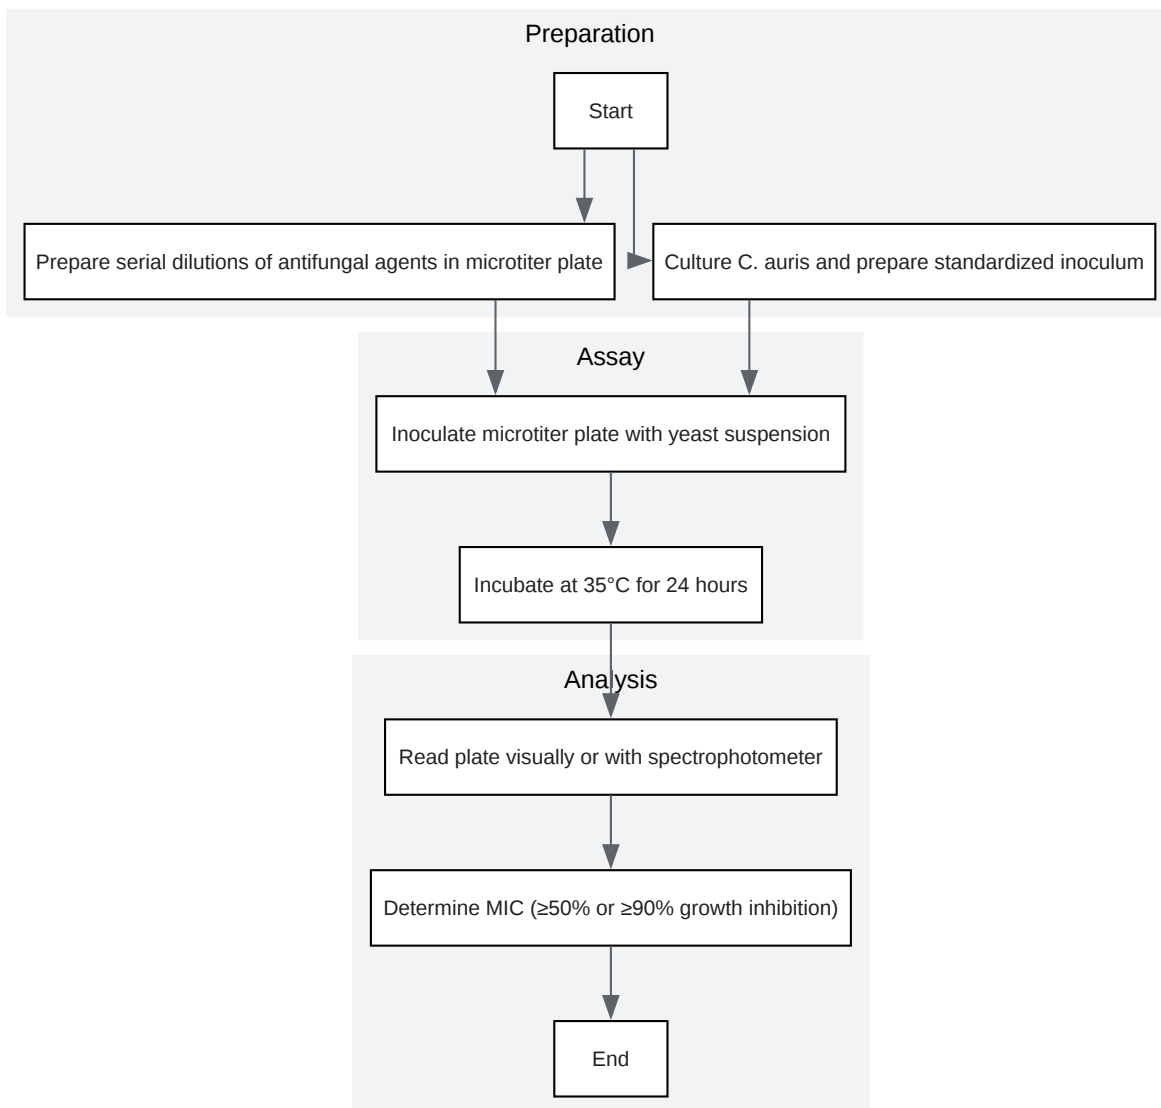 Preparation
Start
Prepare serial dilutions of antifungal agents in microtiter plate
Culture C. auris and prepare standardized inoculum
Assay
Inoculate microtiter plate with yeast suspension
Incubate at 35°C for 24 hours
Analysis
Read plate visually or with spectrophotometer
Determine MIC (≥50% or ≥90% growth inhibition)
End